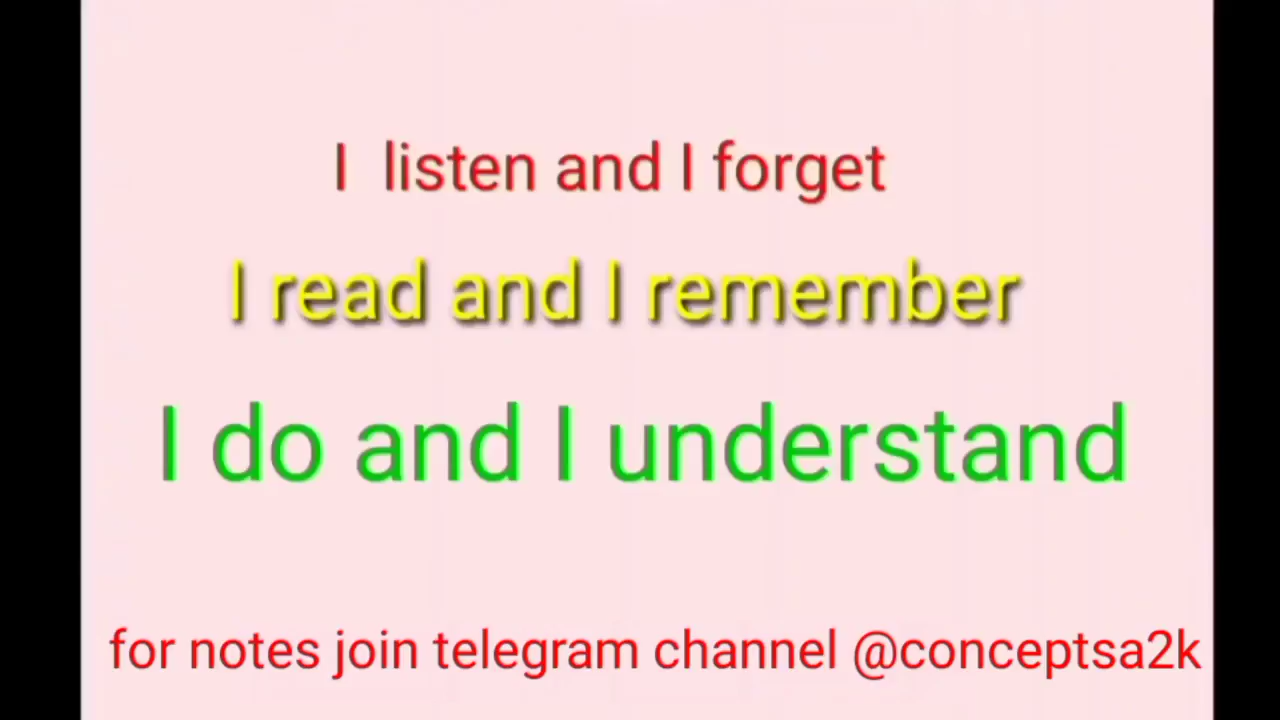 I listen and I forget
I read and I remember
I do and I understand
for notes join telegram channel @conceptsa2k